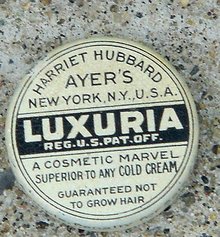 HARRIET HUBBARD
AYER'S
NEW YORK, N.Y., U.S.A.
LUXURIA
REG. U.S. PAT. OFF.
A COSMETIC MARVEL
SUPERIOR TO ANY COLD CREAM
GUARANTEED NOT
TO GROW HAIR